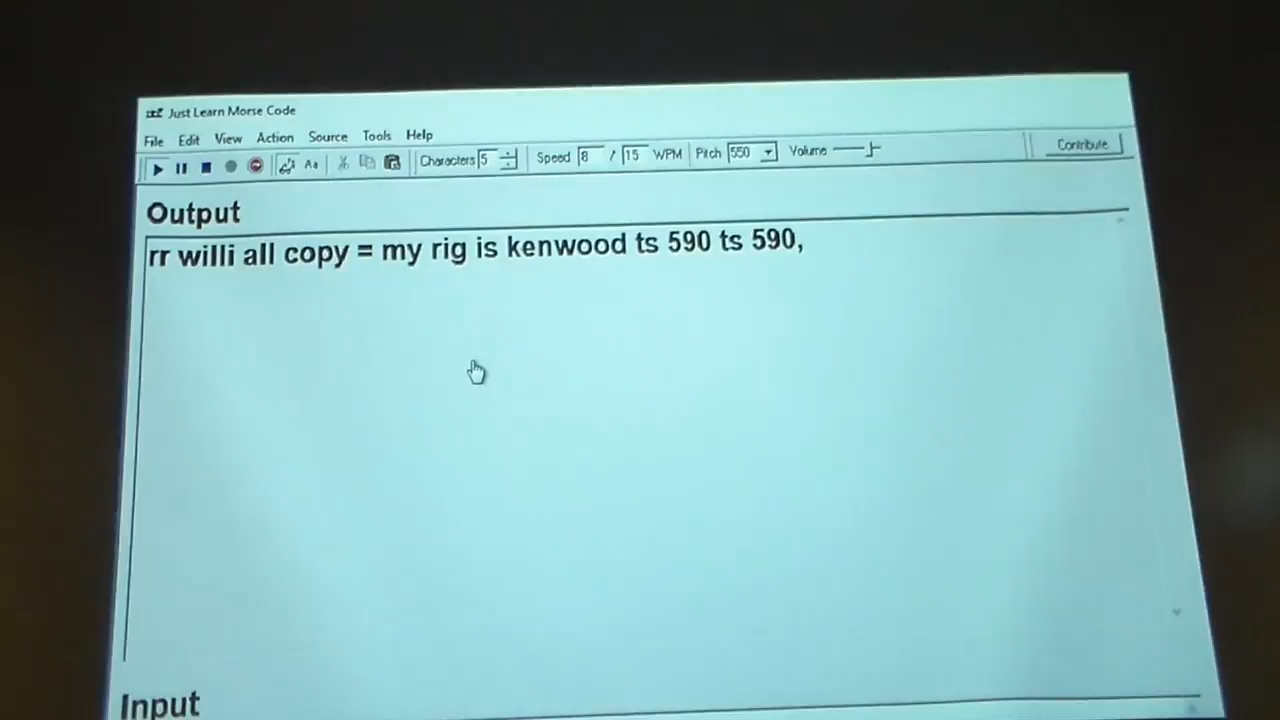 Just Learn Morse Code
File Edit View Action Source Tools Help
Characters 5 Speed 8 / 15 WPM Pitch 550 Volume Contribute
Output
rr willi all copy = my rig is kenwood ts 590 ts 590,
Input